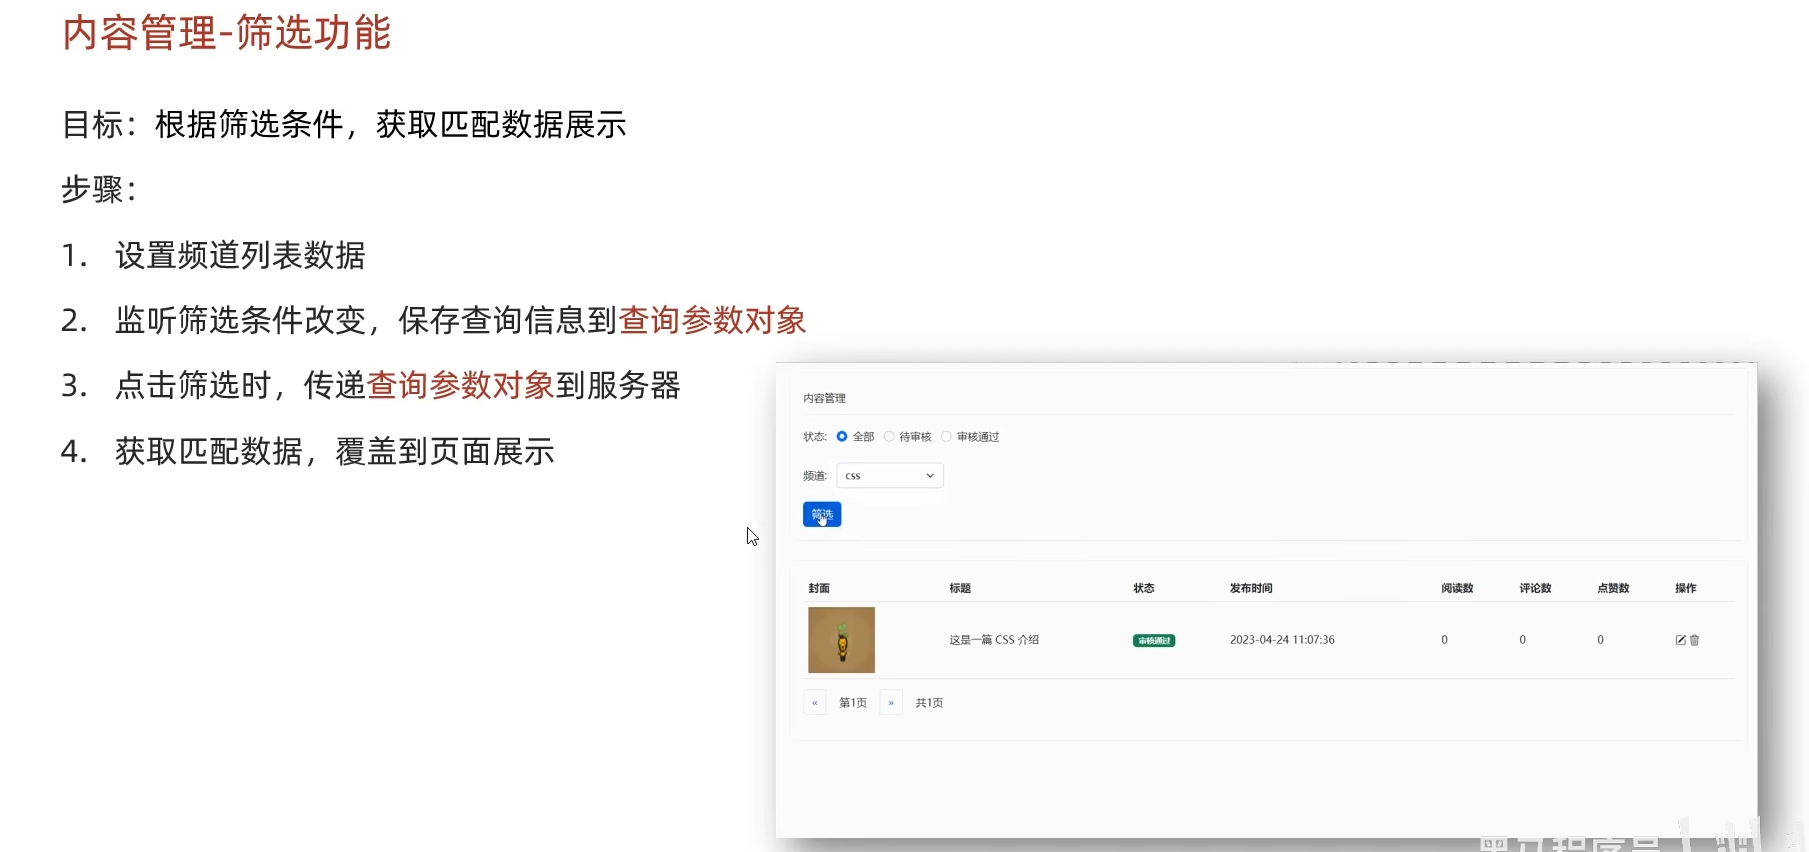 内容管理-筛选功能
目标：根据筛选条件，获取匹配数据展示
步骤：
1. 设置频道列表数据
2. 监听筛选条件改变，保存查询信息到查询参数对象
3. 点击筛选时，传递查询参数对象到服务器
4. 获取匹配数据，覆盖到页面展示
内容管理
状态: 全部 待审核 审核通过
频道: css
筛选
封面 标题 状态 发布时间 阅读数 评论数 点赞数 操作
这是一篇 CSS 介绍 审核通过 2023-04-24 11:07:36 0 0 0
« 第1页 » 共1页